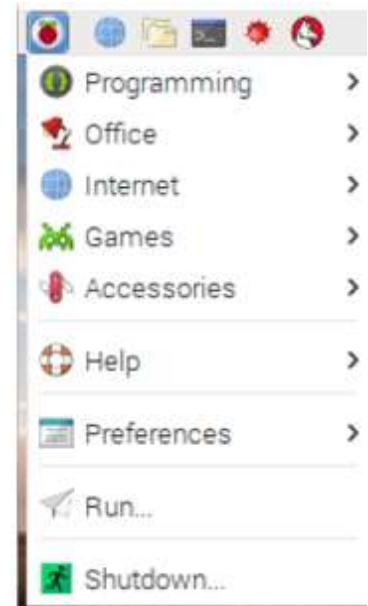 Programming
Office
Internet
Games
Accessories
Help
Preferences
Run...
Shutdown...